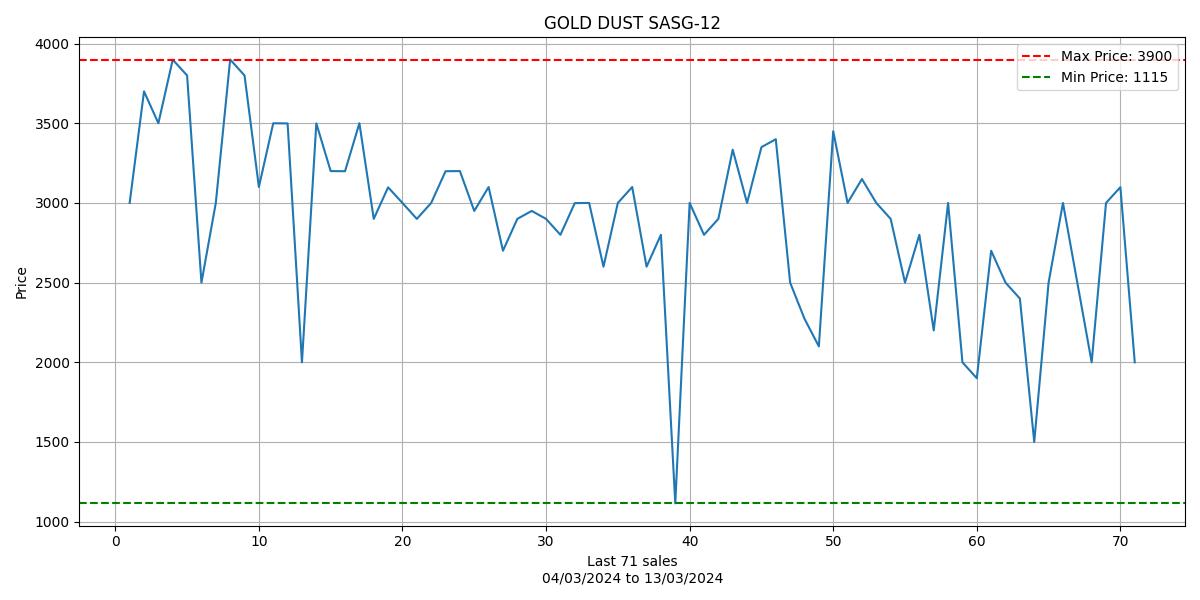 GOLD DUST SASG-12
Max Price: 3900
Min Price: 1115
Price
4000
3500
3000
2500
2000
1500
1000
0 10 20 30 40 50 60 70
Last 71 sales
04/03/2024 to 13/03/2024